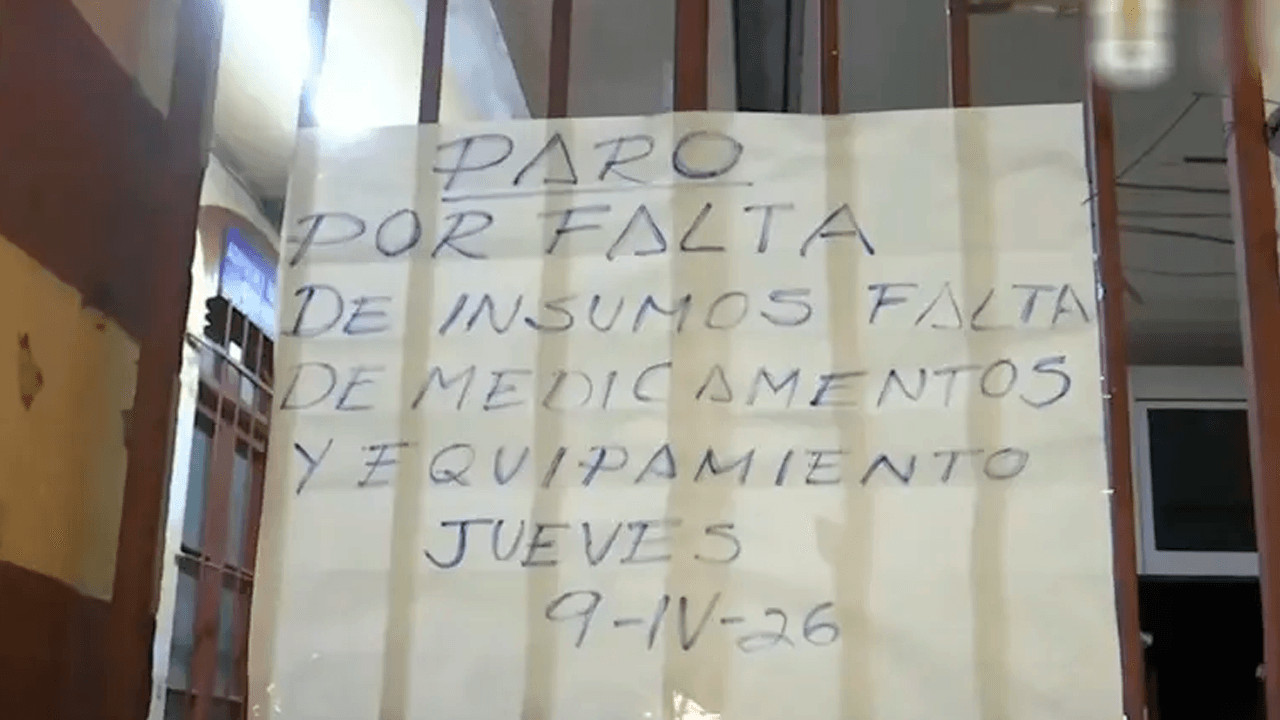 PARO
POR FALTA
DE INSUMOS FALTA
DE MEDICAMENTOS
Y EQUIPAMIENTO
JUEVES
9-IV-26